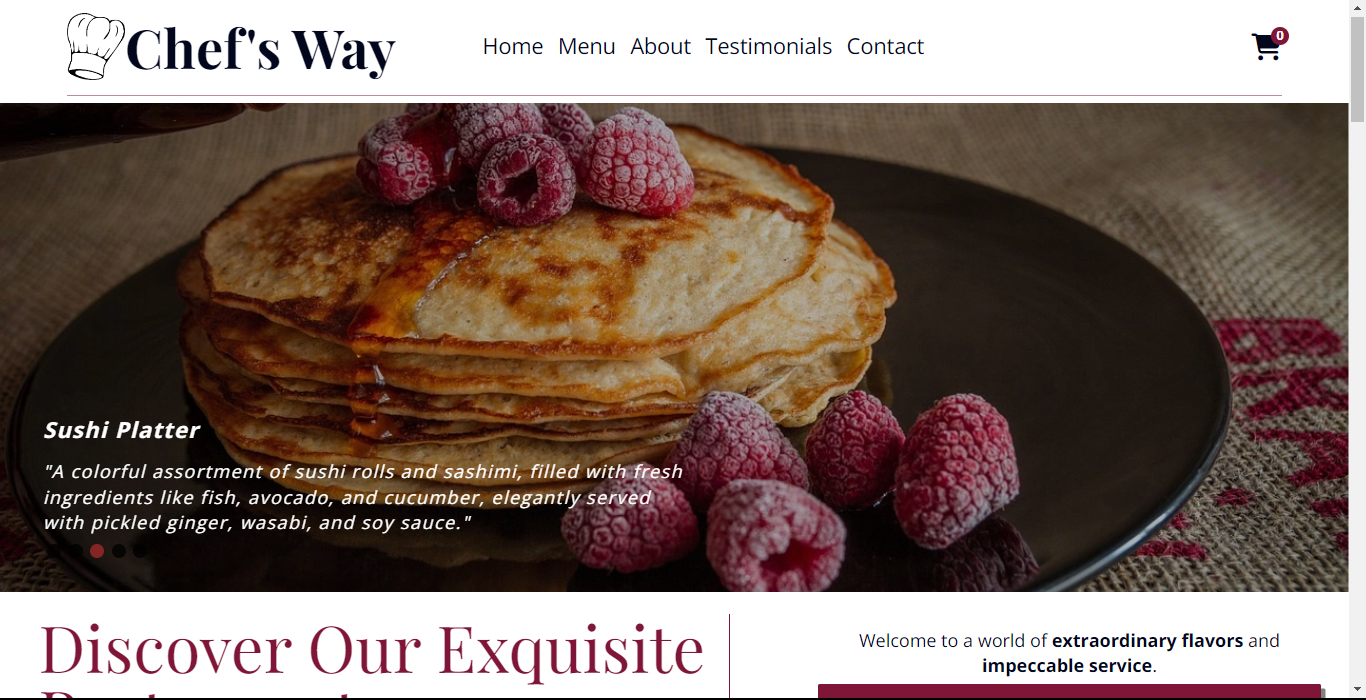 Chef's Way
Home Menu About Testimonials Contact
0
Sushi Platter
"A colorful assortment of sushi rolls and sashimi, filled with fresh
ingredients like fish, avocado, and cucumber, elegantly served
with pickled ginger, wasabi, and soy sauce."
Discover Our Exquisite
Welcome to a world of extraordinary flavors and
impeccable service.